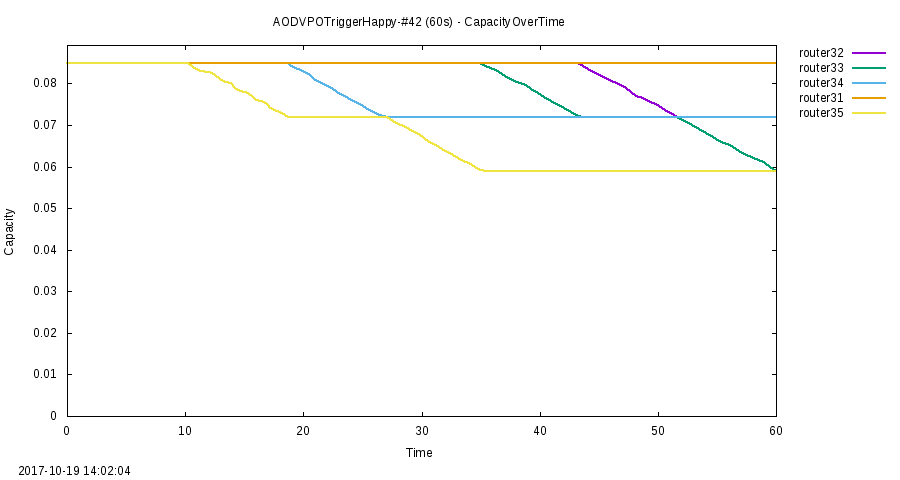 AODVPOTriggerHappy-#42 (60s) - CapacityOverTime
router32
router33
router34
router31
router35
0.08
0.07
0.06
0.05
0.04
0.03
0.02
0.01
0
Capacity
0 10 20 30 40 50 60
Time
2017-10-19 14:02:04